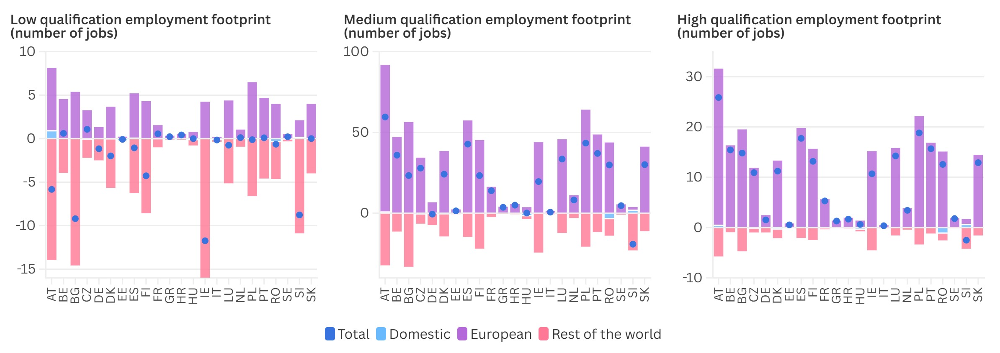 Low qualification employment footprint
(number of jobs)
10
5
0
-5
-10
-15
AT BE BG CZ DE DK EE ES FI FR GR HR HU IE IT LU NL PL PT RO SE SI SK
Medium qualification employment footprint
(number of jobs)
100
50
0
AT BE BG CZ DE DK EE ES FI FR GR HR HU IE IT LU NL PL PT RO SE SI SK
High qualification employment footprint
(number of jobs)
30
20
10
0
-10
AT BE BG CZ DE DK EE ES FI FR GR HR HU IE IT LU NL PL PT RO SE SI SK
Total Domestic European Rest of the world